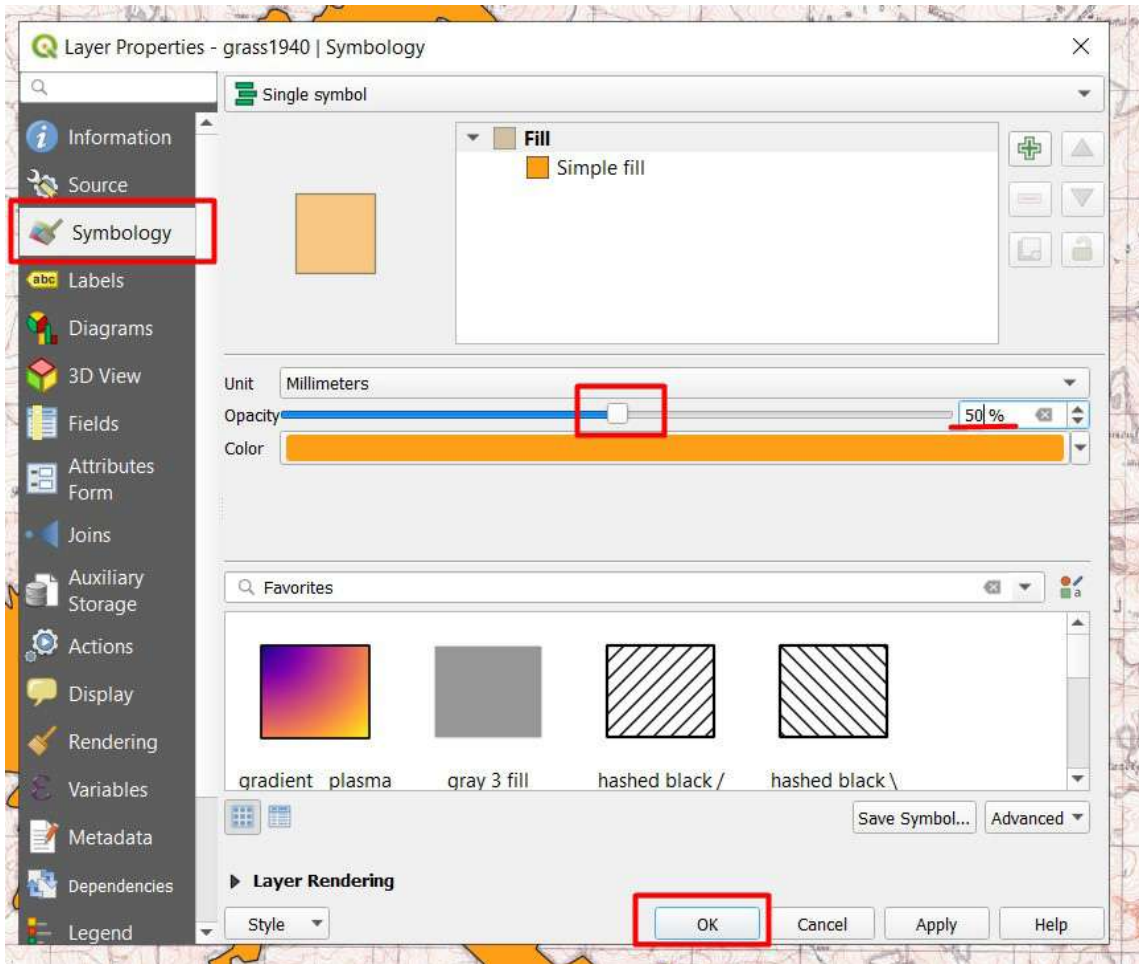 Layer Properties - grass1940 | Symbology
Single symbol
Information
Source
Symbology
abc Labels
Diagrams
3D View
Fields
Attributes
Form
Joins
Auxiliary
Storage
Actions
Display
Rendering
Variables
Metadata
Dependencies
Legend
Fill
Simple fill
Unit Millimeters
Opacity 50 %
Color
Favorites
a
gradient plasma gray 3 fill hashed black / hashed black \
Save Symbol... Advanced
Layer Rendering
Style OK Cancel Apply Help